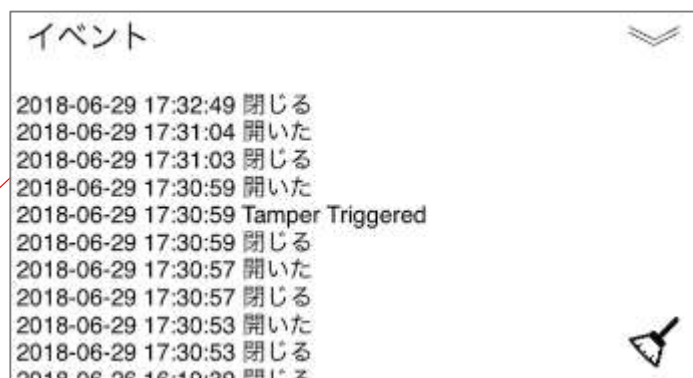 イベント
2018-06-29 17:32:49 閉じる
2018-06-29 17:31:04 開いた
2018-06-29 17:31:03 閉じる
2018-06-29 17:30:59 開いた
2018-06-29 17:30:59 Tamper Triggered
2018-06-29 17:30:59 閉じる
2018-06-29 17:30:57 開いた
2018-06-29 17:30:57 閉じる
2018-06-29 17:30:53 開いた
2018-06-29 17:30:53 閉じる